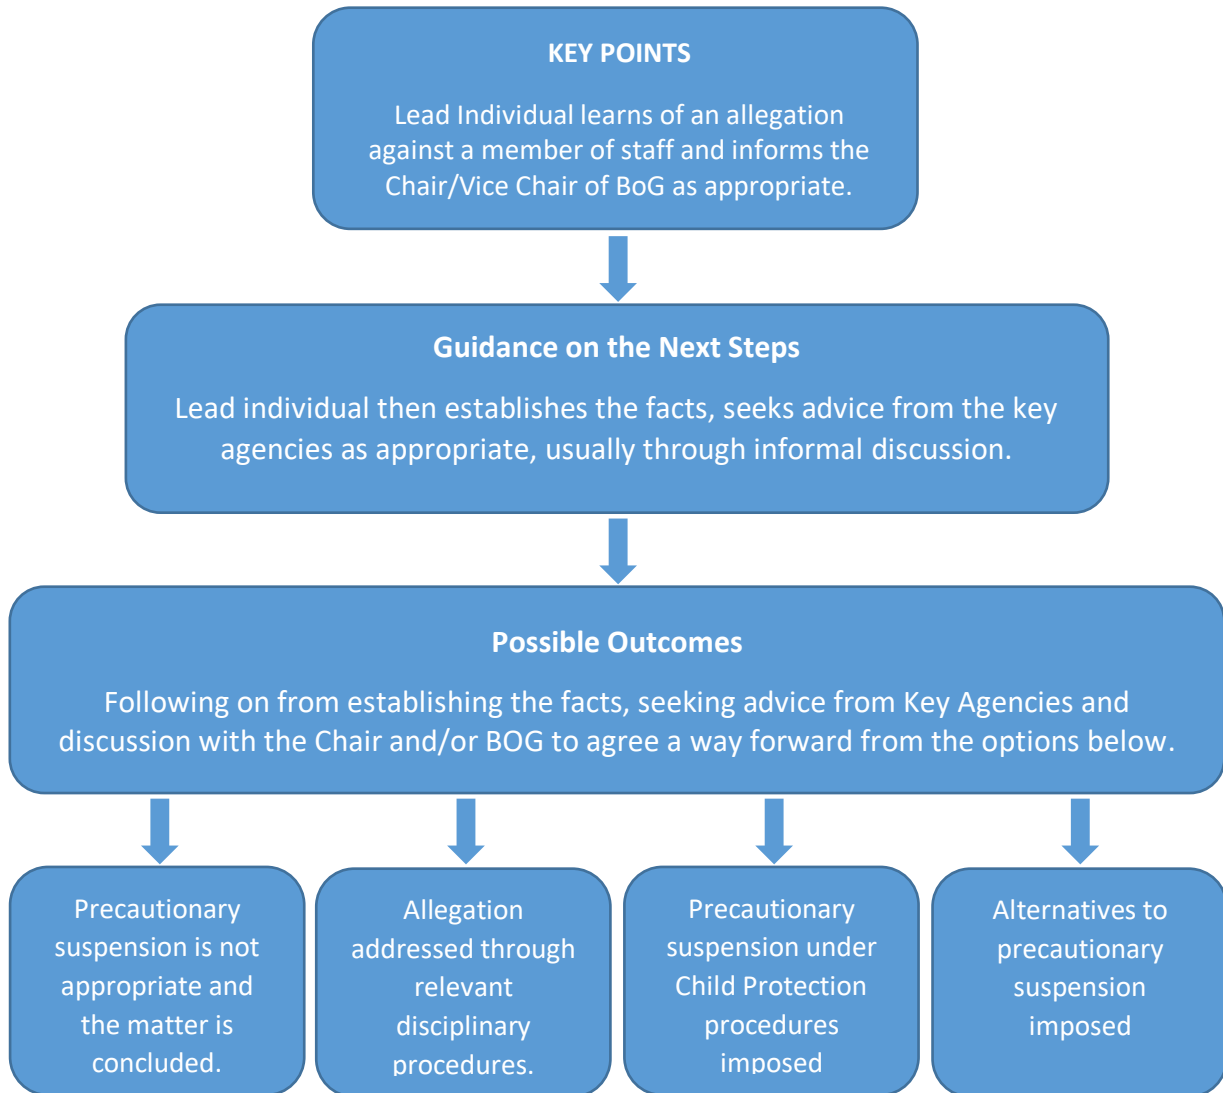 KEY POINTS
Lead Individual learns of an allegation
against a member of staff and informs the
Chair/Vice Chair of BoG as appropriate.
Guidance on the Next Steps
Lead individual then establishes the facts, seeks advice from the key
agencies as appropriate, usually through informal discussion.
Possible Outcomes
Following on from establishing the facts, seeking advice from Key Agencies and
discussion with the Chair and/or BOG to agree a way forward from the options below.
Precautionary
suspension is not
appropriate and
the matter is
concluded.
Allegation
addressed through
relevant
disciplinary
procedures.
Precautionary
suspension under
Child Protection
procedures
imposed
Alternatives to
precautionary
suspension
imposed